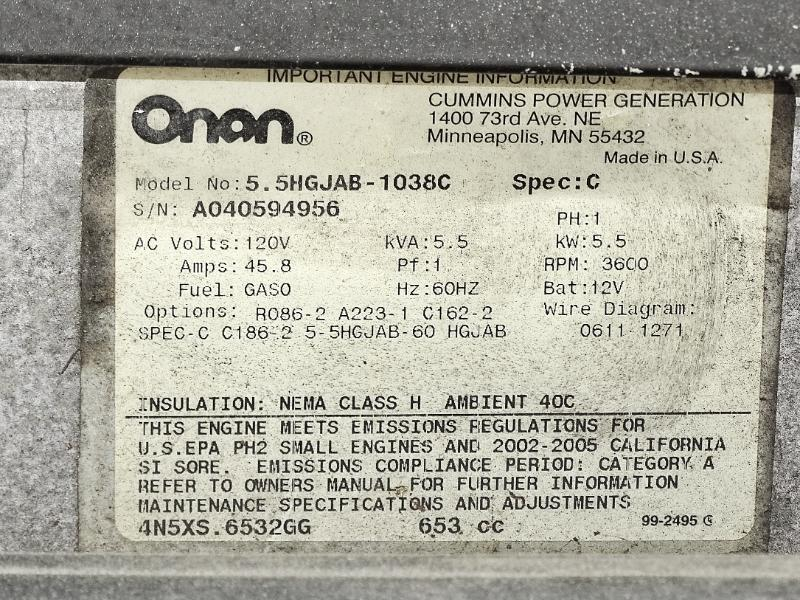 IMPORTANT ENGINE INFORMATION
Onan®
CUMMINS POWER GENERATION
1400 73rd Ave. NE
Minneapolis, MN 55432
Made in U.S.A.
Model No: 5.5HGJAB-1038C Spec:C
S/N: A040594956
PH:1
AC Volts: 120V kVA: 5.5 kW: 5.5
Amps: 45.8 Pf: 1 RPM: 3600
Fuel: GASO Hz: 60HZ Bat: 12V
Options: R086-2 A223-1 C162-2 Wire Diagram:
SPEC-C C186-2 5-5HGJAB-60 HGJAB 0611-1271
INSULATION: NEMA CLASS H AMBIENT 40C
THIS ENGINE MEETS EMISSIONS REGULATIONS FOR
U.S.EPA PH2 SMALL ENGINES AND 2002-2005 CALIFORNIA
SI SORE. EMISSIONS COMPLIANCE PERIOD: CATEGORY A
REFER TO OWNERS MANUAL FOR FURTHER INFORMATION
MAINTENANCE SPECIFICATIONS AND ADJUSTMENTS
4N5XS.6532GG 653 cc 99-2495 G